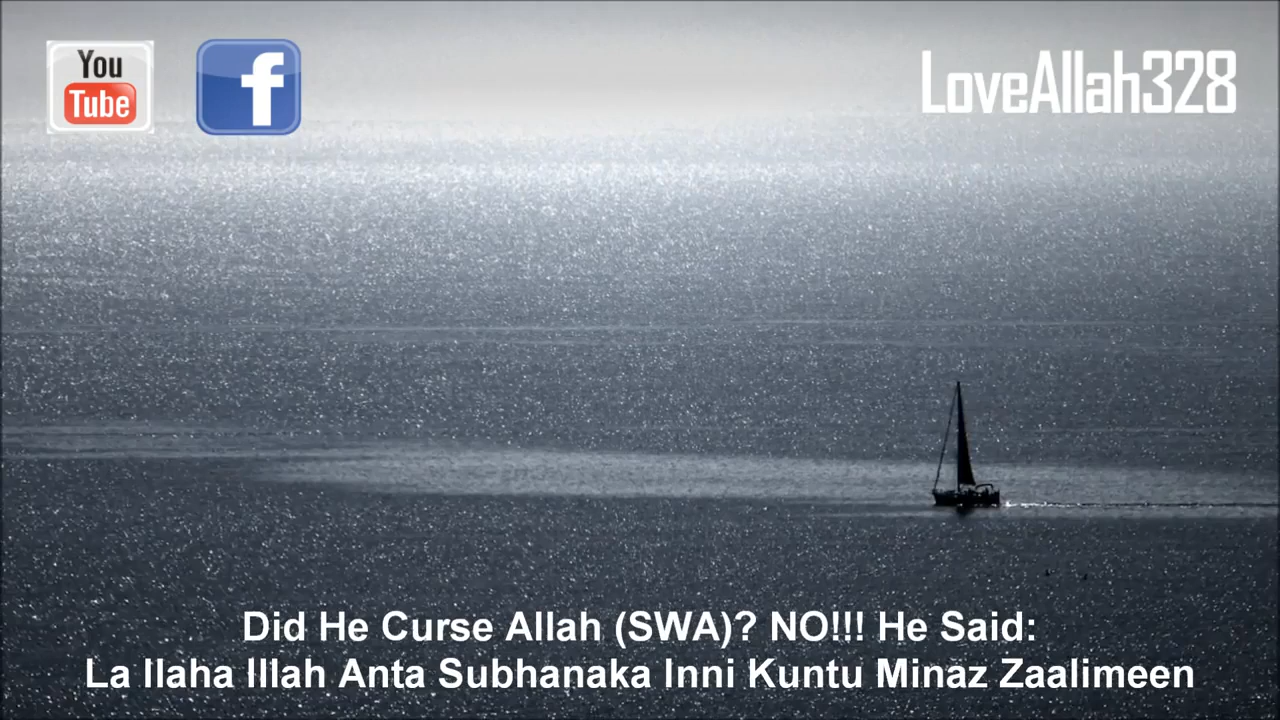 You
Tube
f
LoveAllah328
Did He Curse Allah (SWA)? NO!!! He Said:
La Ilaha Illah Anta Subhanaka Inni Kuntu Minaz Zaalimeen